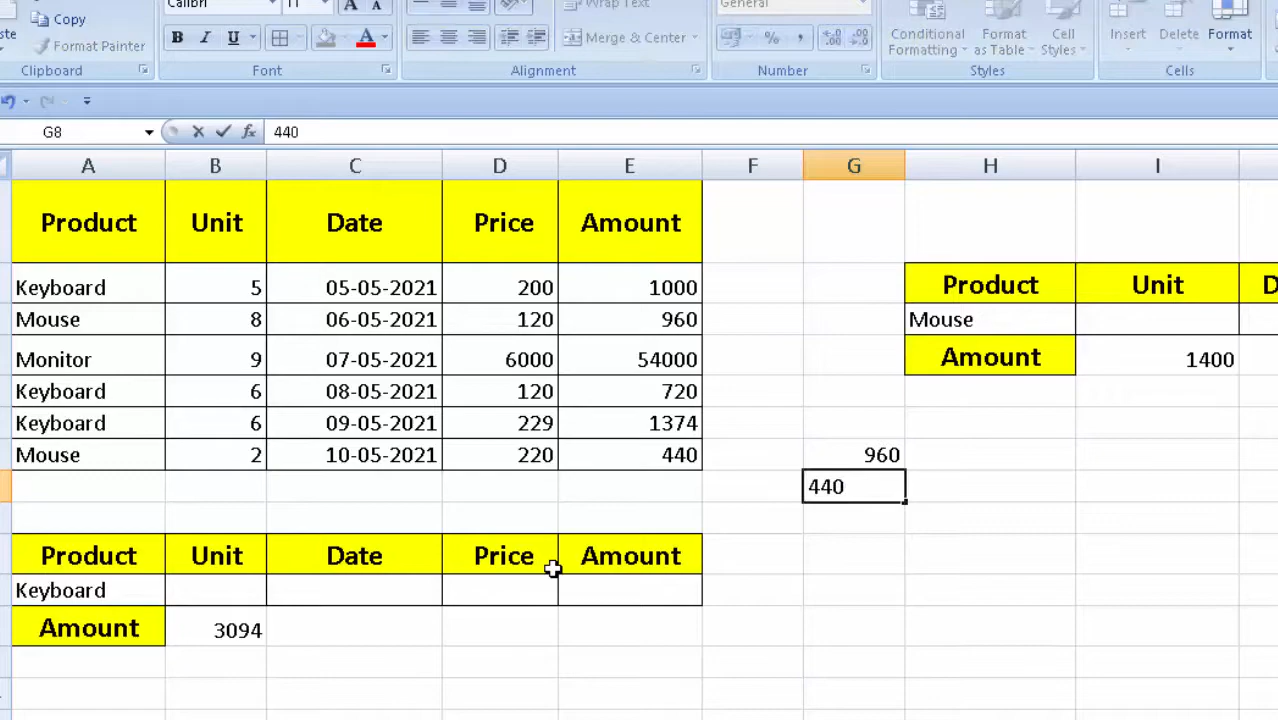 Calibri 11 A A Wrap Text General
Copy
Format Painter
B I U A Merge & Center % , Conditional Formatting Format as Table Cell Styles Insert Delete Format
Clipboard Font Alignment Number Styles Cells
G8 fx 440
A B C D E F G H I
Product Unit Date Price Amount
Keyboard 5 05-05-2021 200 1000 Product Unit
Mouse 8 06-05-2021 120 960 Mouse
Monitor 9 07-05-2021 6000 54000 Amount 1400
Keyboard 6 08-05-2021 120 720
Keyboard 6 09-05-2021 229 1374
Mouse 2 10-05-2021 220 440 960
440
Product Unit Date Price Amount
Keyboard
Amount 3094